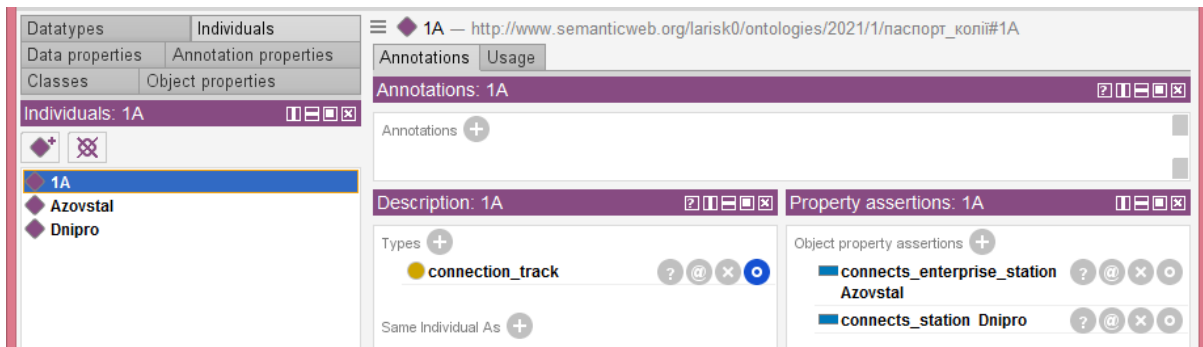 Datatypes Individuals
Data properties Annotation properties
Classes Object properties
Individuals: 1A
1A
Azovstal
Dnipro
1A — http://www.semanticweb.org/larisk0/ontologies/2021/1/паспорт_колії#1A
Annotations Usage
Annotations: 1A
Annotations
Description: 1A
Types
connection_track
Same Individual As
Property assertions: 1A
Object property assertions
connects_enterprise_station
Azovstal
connects_station Dnipro